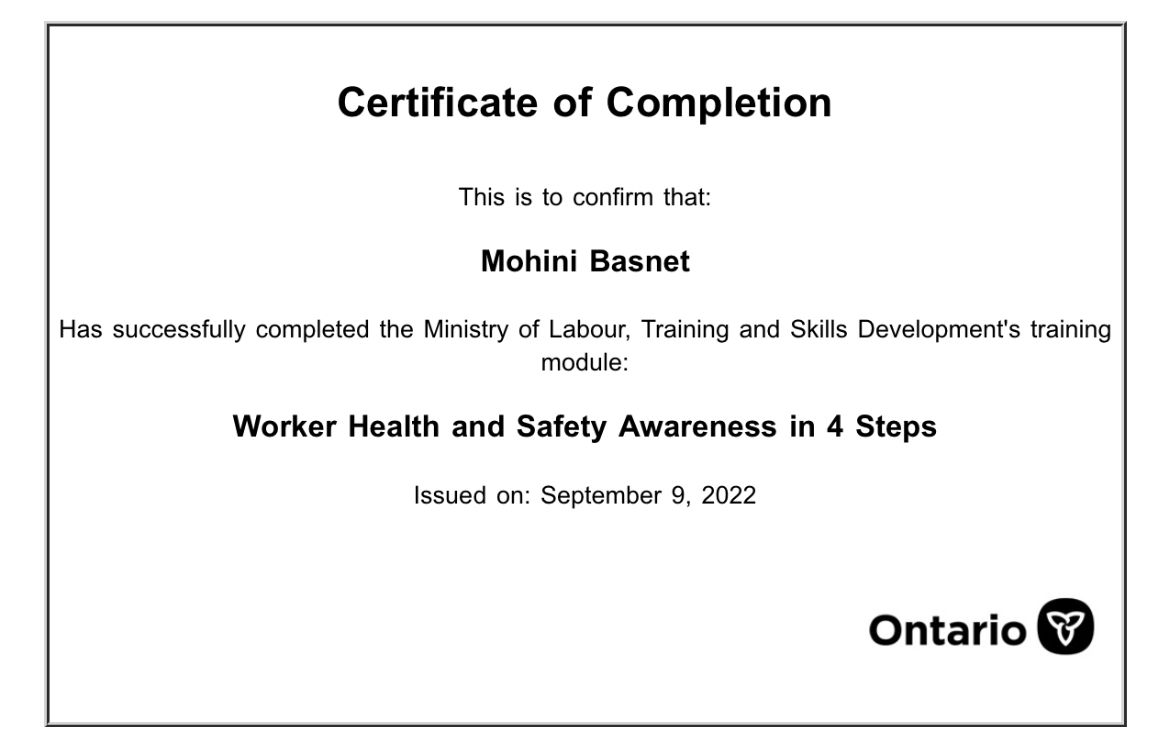 Certificate of Completion
This is to confirm that:
Mohini Basnet
Has successfully completed the Ministry of Labour, Training and Skills Development's training
module:
Worker Health and Safety Awareness in 4 Steps
Issued on: September 9, 2022
Ontario